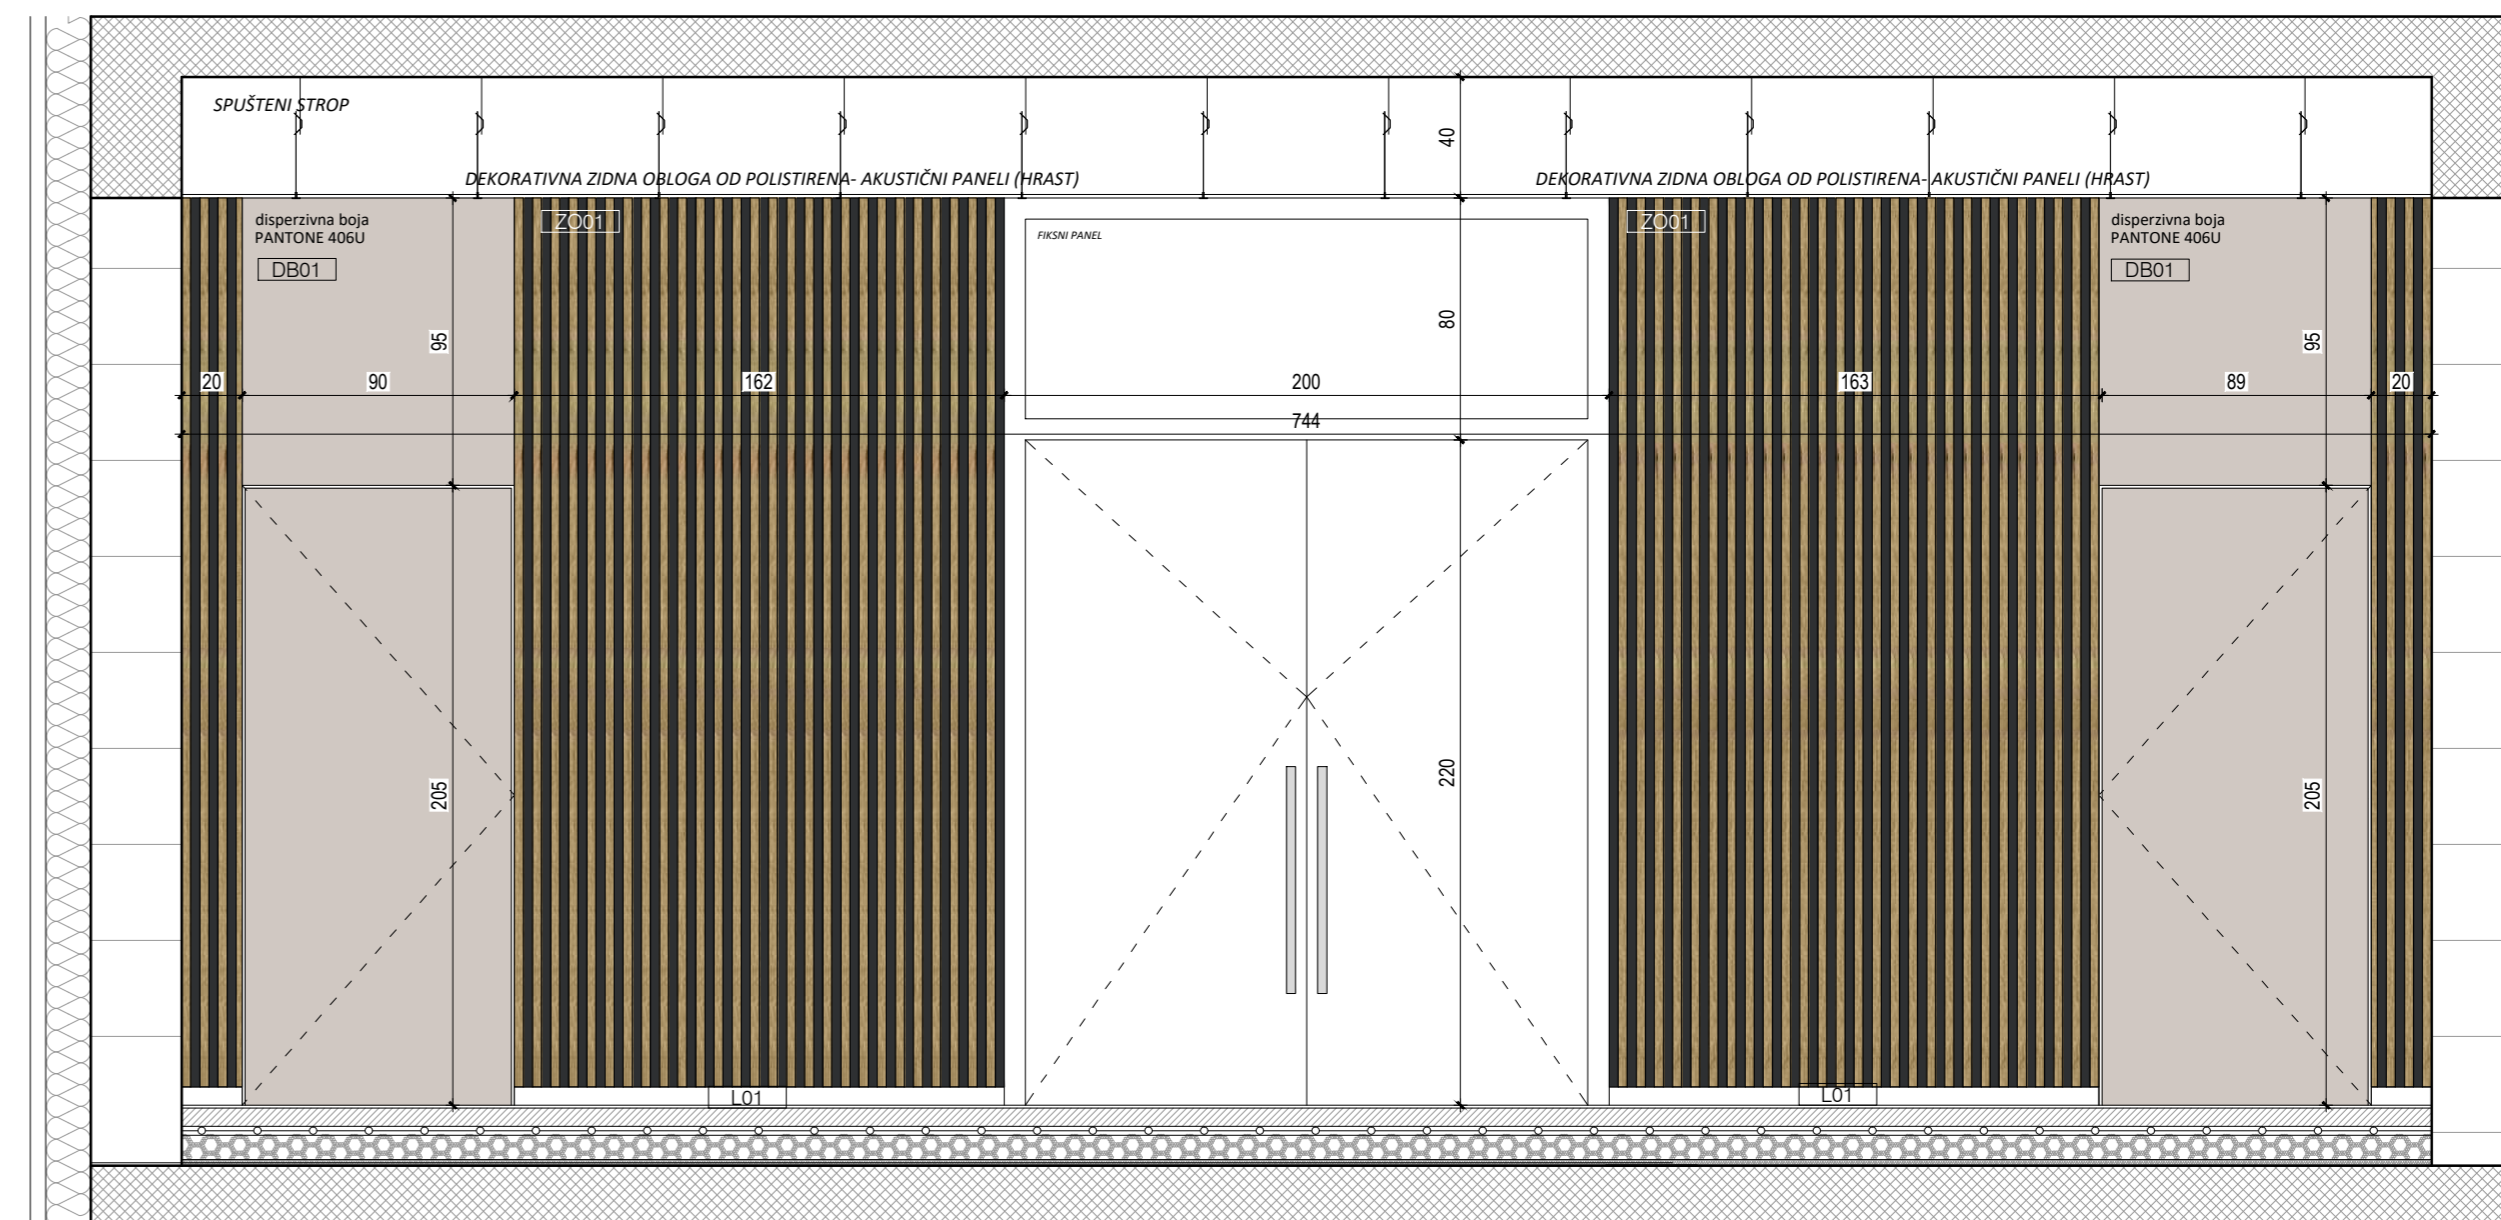 SPUŠTENI STROP
40
DEKORATIVNA ZIDNA OBLOGA OD POLISTIRENA- AKUSTIČNI PANELI (HRAST)
DEKORATIVNA ZIDNA OBLOGA OD POLISTIRENA- AKUSTIČNI PANELI (HRAST)
disperzivna boja
PANTONE 406U
DB01
ZO01
FIKSNI PANEL
ZO01
disperzivna boja
PANTONE 406U
DB01
95
80
95
20
90
162
200
163
89
20
744
205
220
205
L01
L01